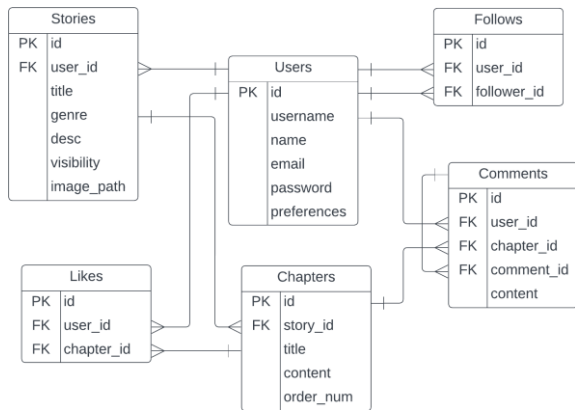 Stories
PK id
FK user_id
title
genre
desc
visibility
image_path
Users
PK id
username
name
email
password
preferences
Follows
PK id
FK user_id
FK follower_id
Comments
PK id
FK user_id
FK chapter_id
FK comment_id
content
Likes
PK id
FK user_id
FK chapter_id
Chapters
PK id
FK story_id
title
content
order_num